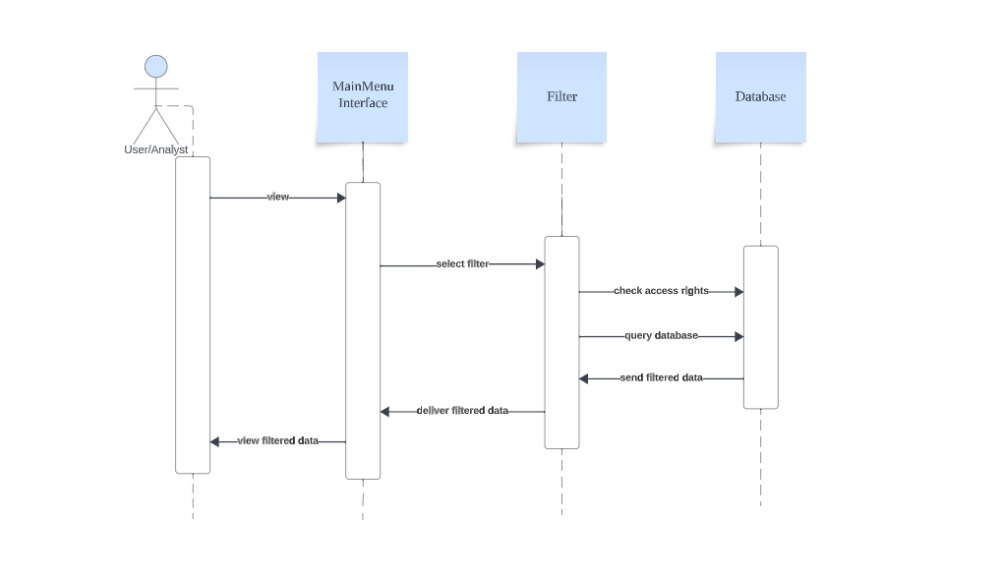 MainMenu
Interface
Filter
Database
User/Analyst
view
select filter
check access rights
query database
send filtered data
deliver filtered data
view filtered data